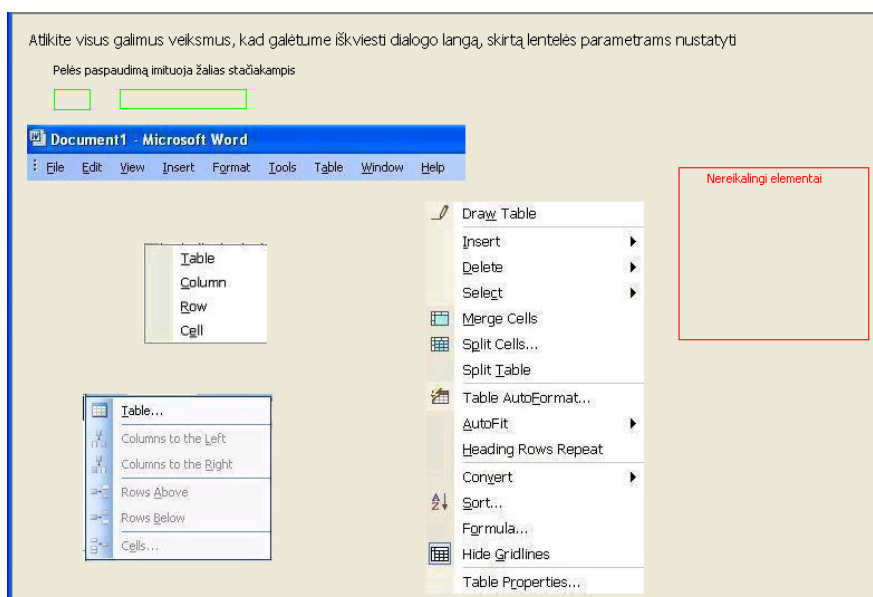 Atlikite visus galimus veiksmus, kad galėtume iškviesti dialogo langą, skirtą lentelės parametrams nustatyti
Pelės paspaudimą imituoja žalias stačiakampis
Document1 - Microsoft Word
File Edit View Insert Format Tools Table Window Help
Nereikalingi elementai
Table
Column
Row
Cell
Draw Table
Insert
Delete
Select
Merge Cells
Split Cells...
Split Table
Table AutoFormat...
AutoFit
Heading Rows Repeat
Convert
Sort...
Formula...
Hide Gridlines
Table Properties...
Table...
Columns to the Left
Columns to the Right
Rows Above
Rows Below
Cells...